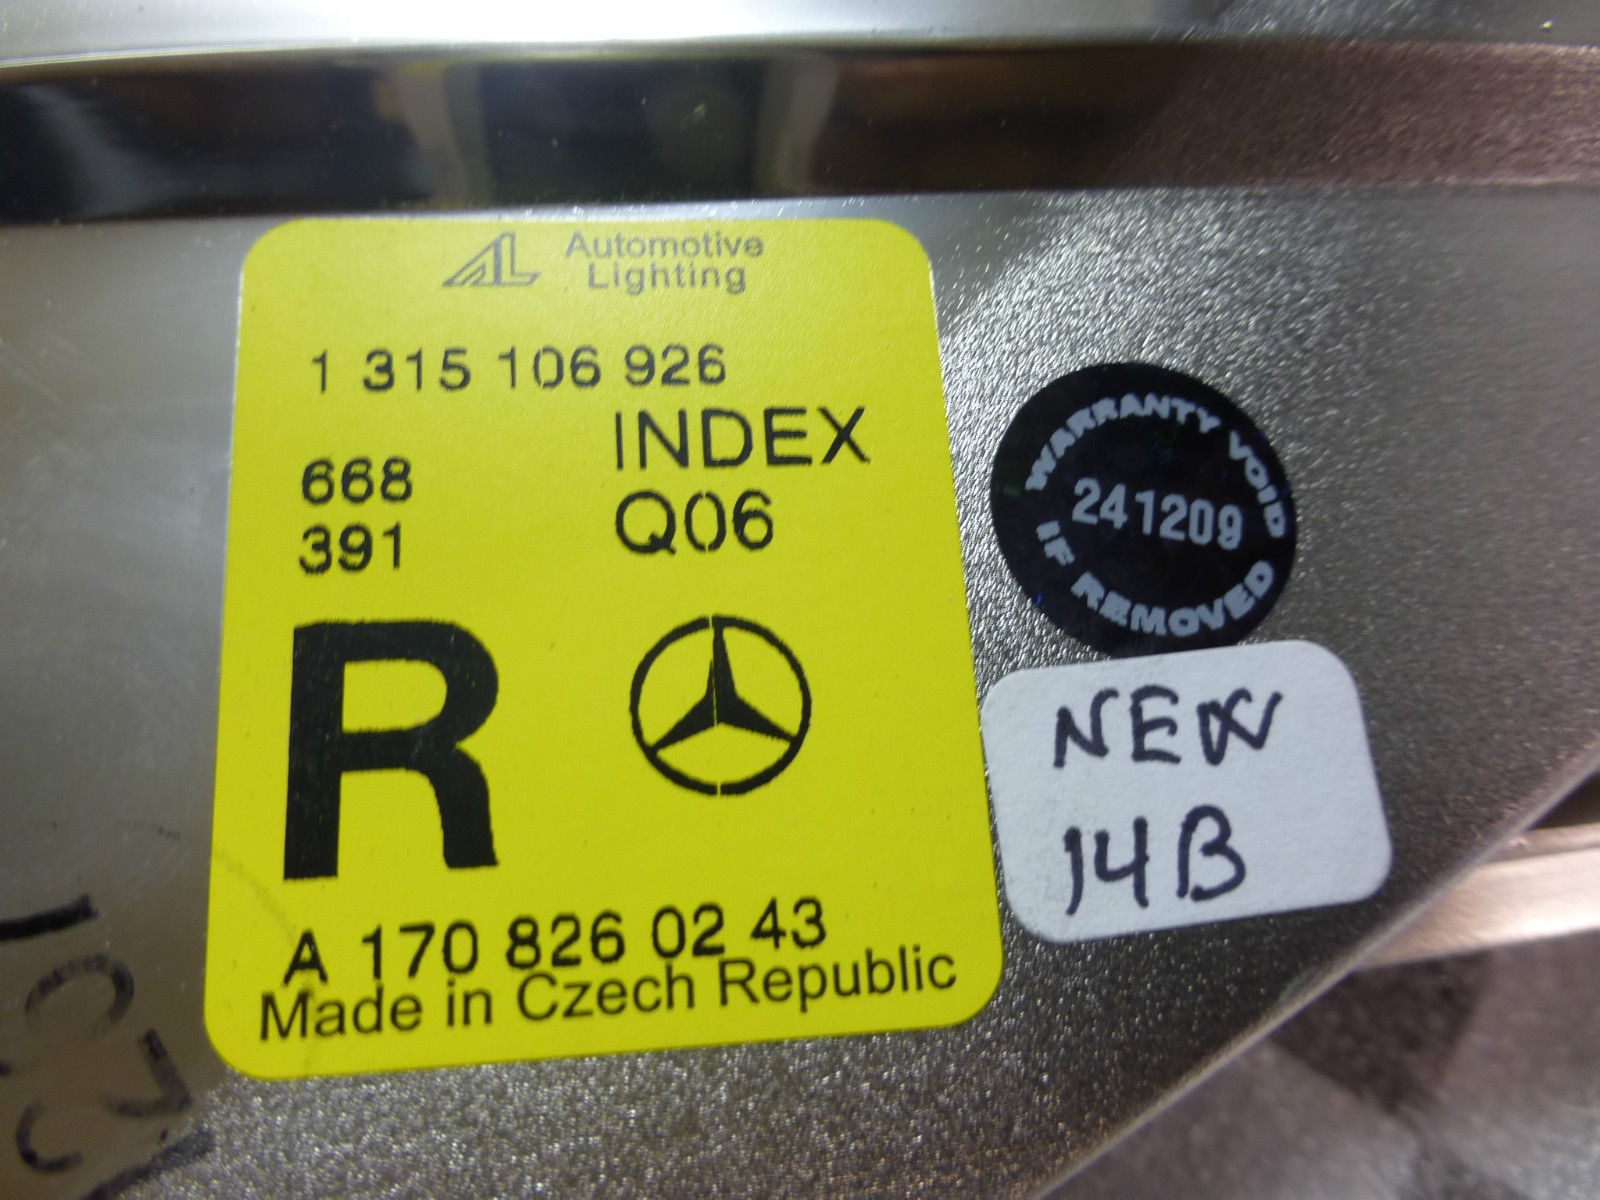 AL Automotive
Lighting
1 315 106 926
INDEX
668
Q06
391
R
A 170 826 02 43
Made in Czech Republic
WARRANTY VOID
241209
IF REMOVED
NEW
14B